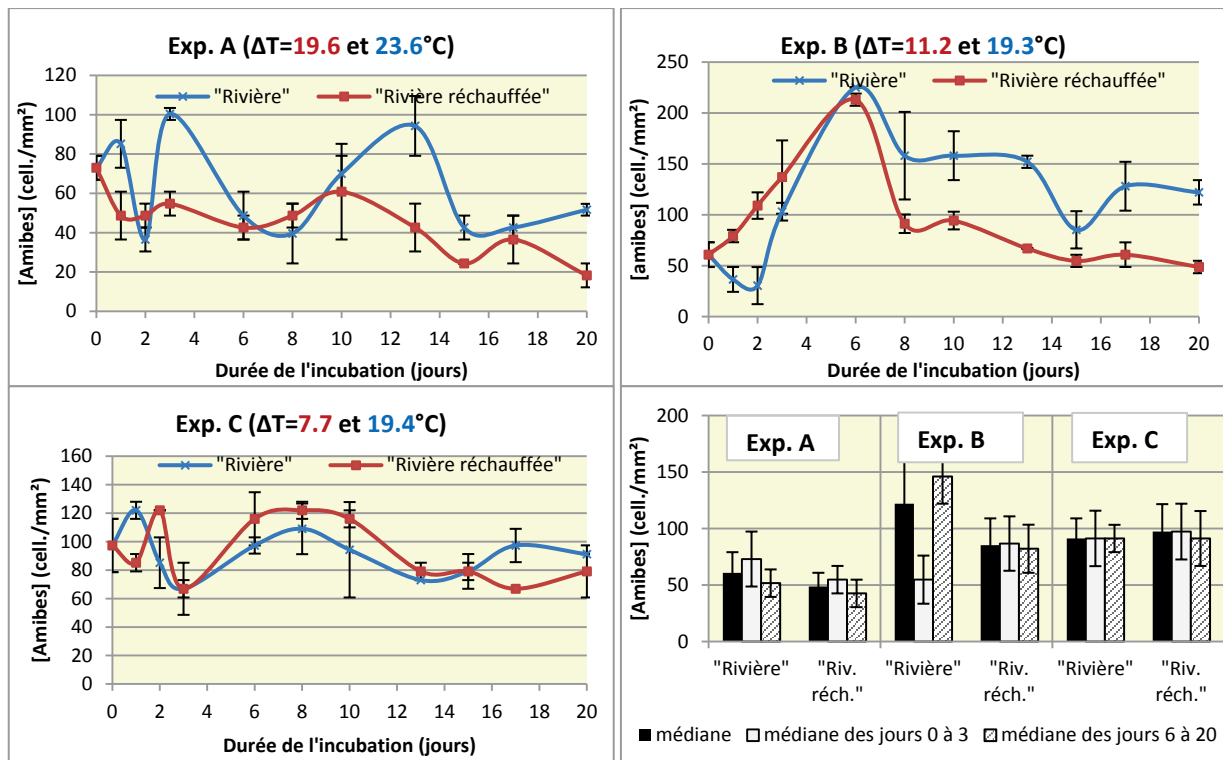 Exp. A (ΔT=19.6 et 23.6°C)
"Rivière" "Rivière réchauffée"
[Amibes] (cell./mm²)
120
100
80
60
40
20
0
0 2 4 6 8 10 12 14 16 18 20
Durée de l'incubation (jours)
Exp. B (ΔT=11.2 et 19.3°C)
"Rivière" "Rivière réchauffée"
[amibes] (cell./mm²)
250
200
150
100
50
0
0 2 4 6 8 10 12 14 16 18 20
Durée de l'incubation (jours)
Exp. C (ΔT=7.7 et 19.4°C)
"Rivière" "Rivière réchauffée"
[Amibes] (cell./mm²)
160
140
120
100
80
60
40
20
0
0 2 4 6 8 10 12 14 16 18 20
Durée de l'incubation (jours)
Exp. A Exp. B Exp. C
[Amibes] (cell./mm²)
200
150
100
50
0
"Rivière" "Riv. "Rivière" "Riv. "Rivière" "Riv.
réch." réch." réch."
médiane médiane des jours 0 à 3 médiane des jours 6 à 20